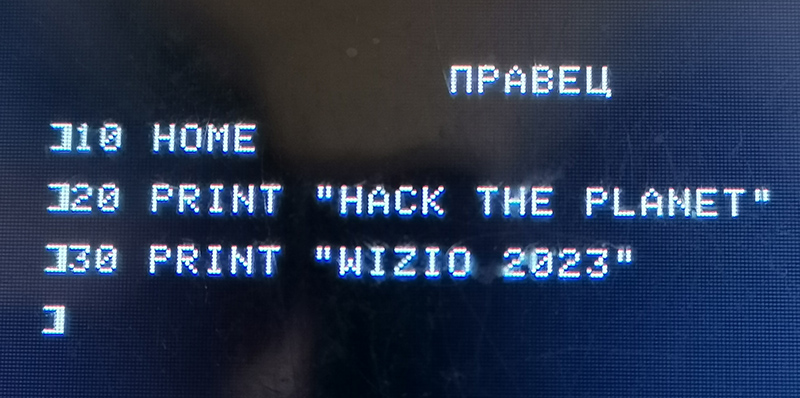 ПРАВЕЦ
]10 HOME
]20 PRINT "HACK THE PLANET"
]30 PRINT "WIZIO 2023"
]